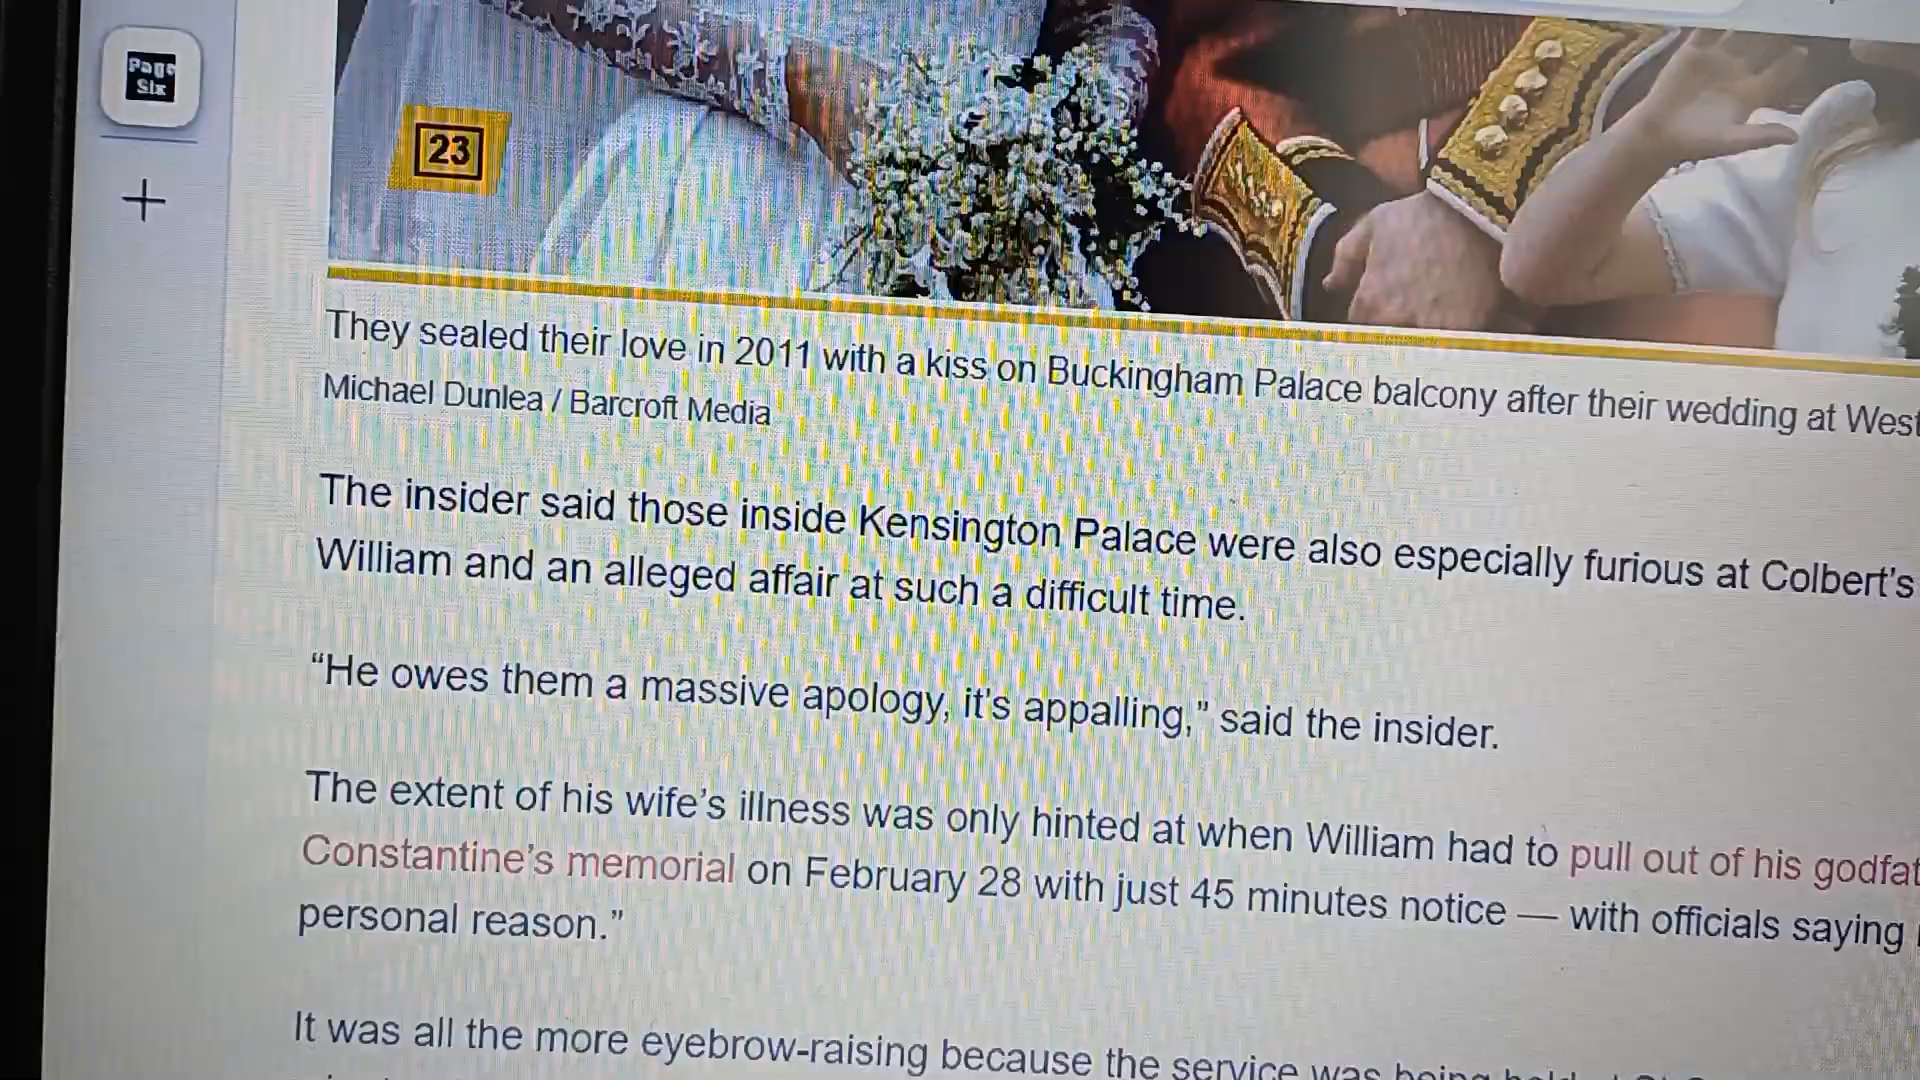 Page
Six
23
They sealed their love in 2011 with a kiss on Buckingham Palace balcony after their wedding at West
Michael Dunlea / Barcroft Media
The insider said those inside Kensington Palace were also especially furious at Colbert's
William and an alleged affair at such a difficult time.
“He owes them a massive apology, it's appalling,” said the insider.
The extent of his wife’s illness was only hinted at when William had to pull out of his godfat
Constantine’s memorial on February 28 with just 45 minutes notice — with officials saying
personal reason.”
It was all the more eyebrow-raising because the service was being